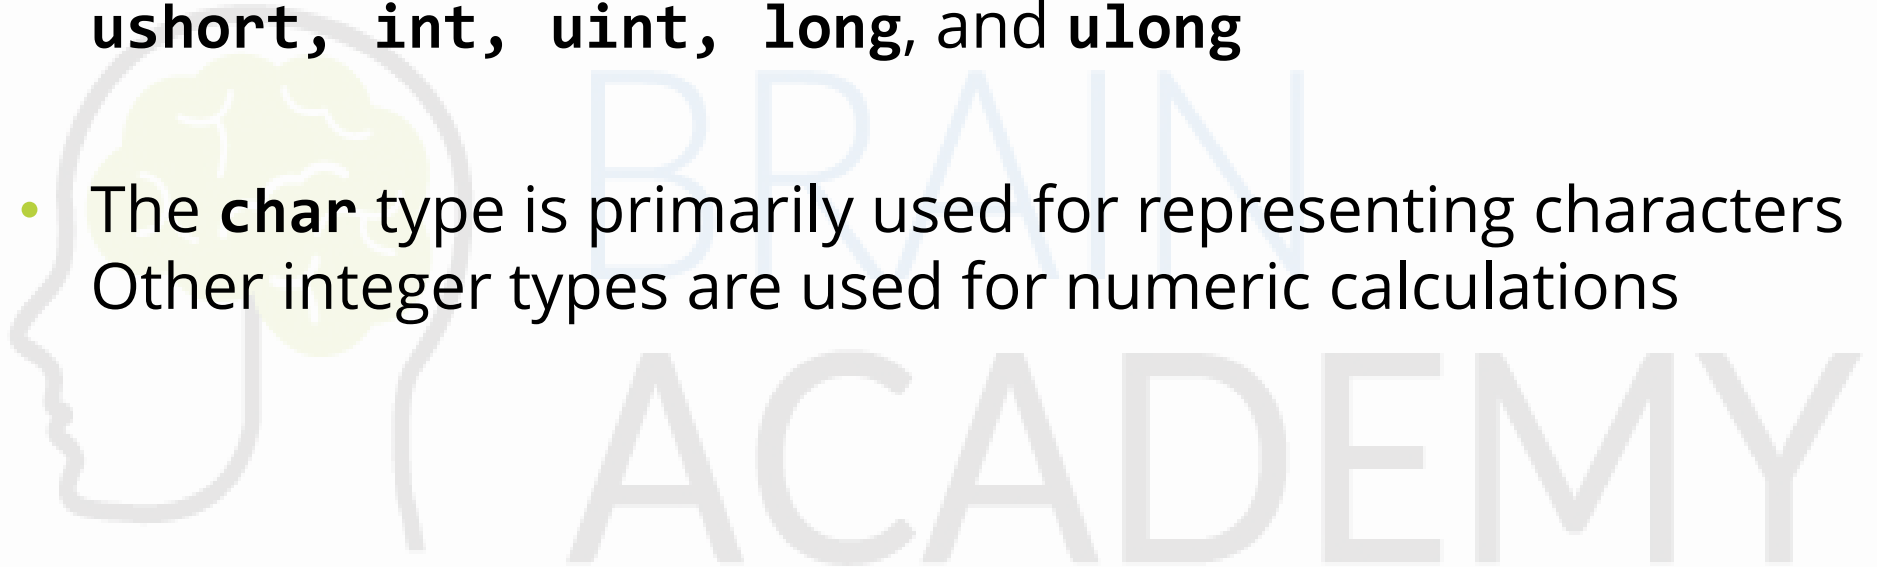 ushort, int, uint, long, and ulong
BRAIN
• The char type is primarily used for representing characters
Other integer types are used for numeric calculations
ACADEMY